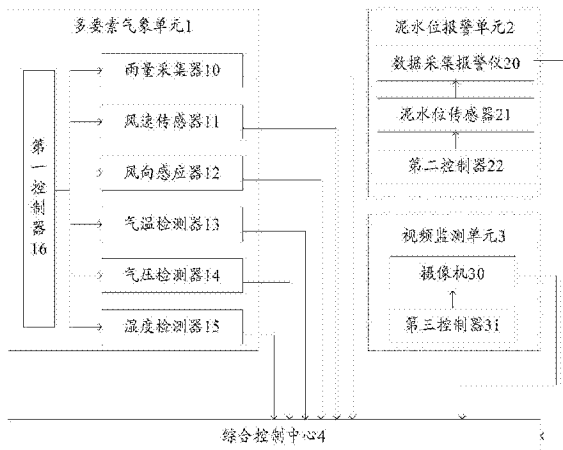 多要素气象单元1
雨量采集器10
风速传感器11
风向感应器12
气温检测器13
气压检测器14
湿度检测器15
第一控制器16
泥水位报警单元2
数据采集报警仪20
泥水位传感器21
第二控制器22
视频监测单元3
摄像机30
第三控制器31
综合控制中心4